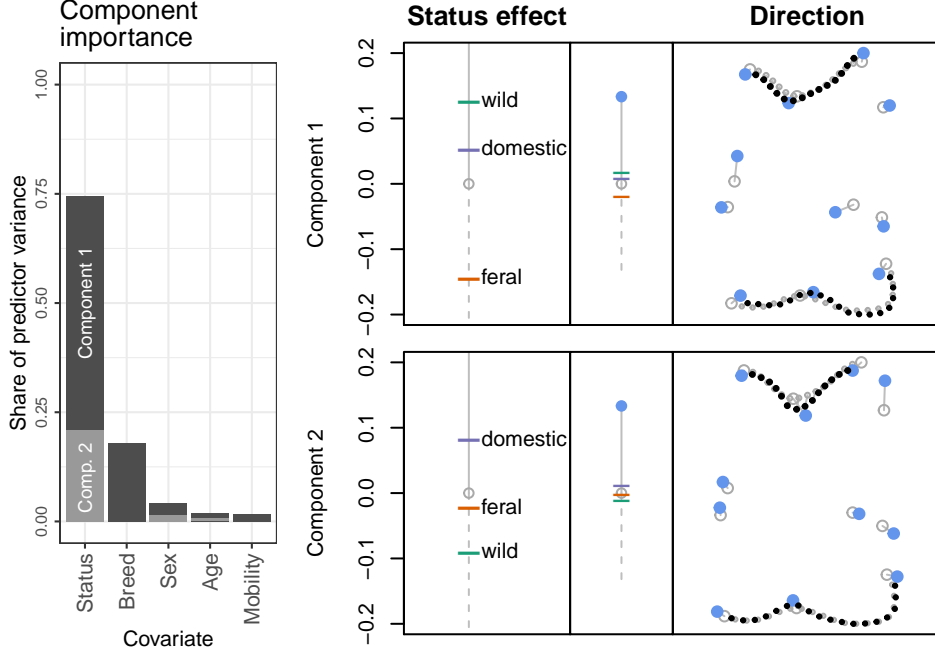 Component
importance
Share of predictor variance
1.00
0.75
0.50
0.25
0.00
Component 1
Comp. 2
Status
Breed
Sex
Age
Mobility
Covariate
Status effect
Direction
Component 1
0.2
0.1
0.0
−0.1
−0.2
wild
domestic
feral
Component 2
0.2
0.1
0.0
−0.1
−0.2
domestic
feral
wild